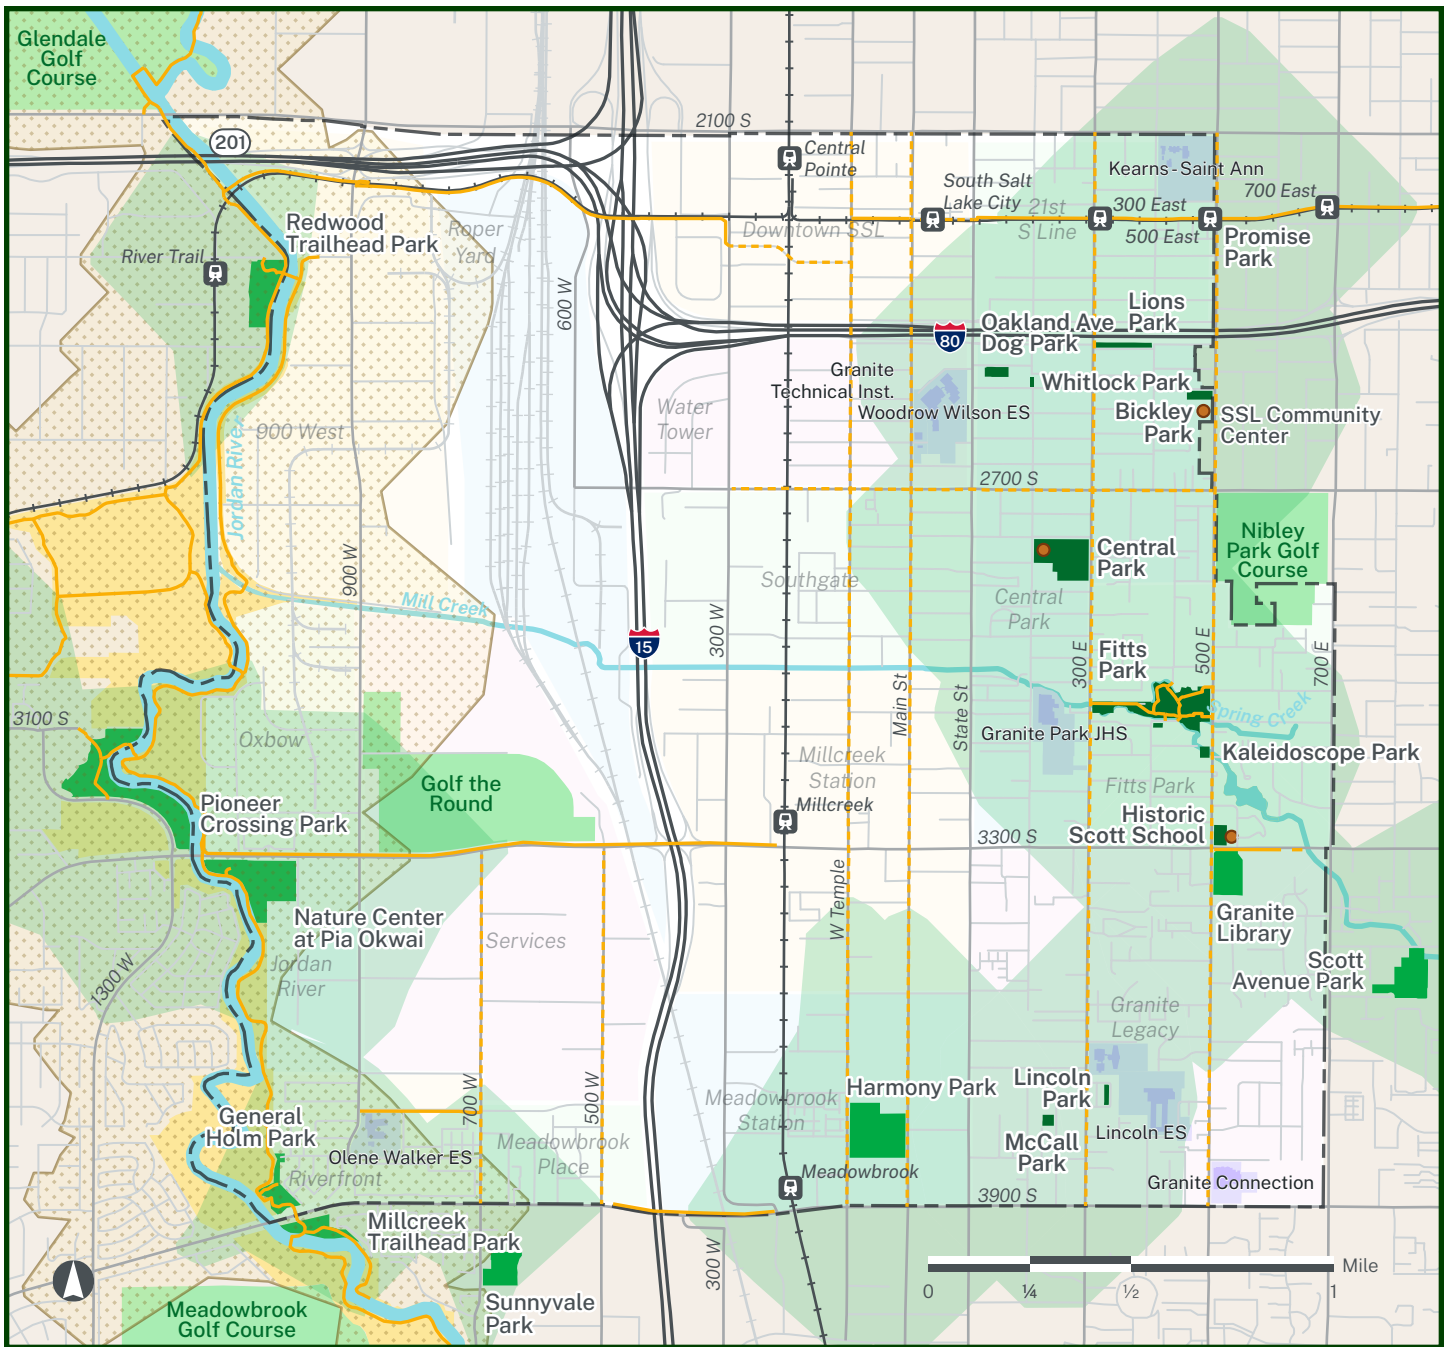 Glendale
Golf
Course
201
2100 S
Central
Pointe
Kearns-Saint Ann
South Salt
Lake City
21st
S Line
300 East
700 East
500 East
Promise
Park
Redwood
Trailhead Park
Roper
Yard
Downtown SSL
River Trail
600 W
Lions
Park
Oakland Ave
Dog Park
80
Granite
Technical Inst.
Whitlock Park
Woodrow Wilson ES
Bickley
Park
SSL Community
Center
Water
Tower
900 West
Jordan River
2700 S
Nibley
Park Golf
Course
Central
Park
900 W
Mill Creek
Southgate
Central
Park
300 W
15
300 E
Fitts
Park
500 E
700 E
Main St
State St
Spring Creek
3100 S
Oxbow
Granite Park JHS
Kaleidoscope Park
Millcreek
Station
Golf the
Round
Fitts Park
Millcreek
Pioneer
Crossing Park
Historic
Scott School
3300 S
W Temple
Nature Center
at Pia Okwai
Granite
Library
Services
Jordan
River
Scott
Avenue Park
1300 W
Granite
Legacy
700 W
500 W
Meadowbrook
Station
Harmony Park
Lincoln
Park
General
Holm Park
Lincoln ES
McCall
Park
Meadowbrook
Place
Olene Walker ES
Riverfront
Meadowbrook
Granite Connection
3900 S
Millcreek
Trailhead Park
300 W
Mile
0
¼
½
1
Sunnyvale
Park
Meadowbrook
Golf Course